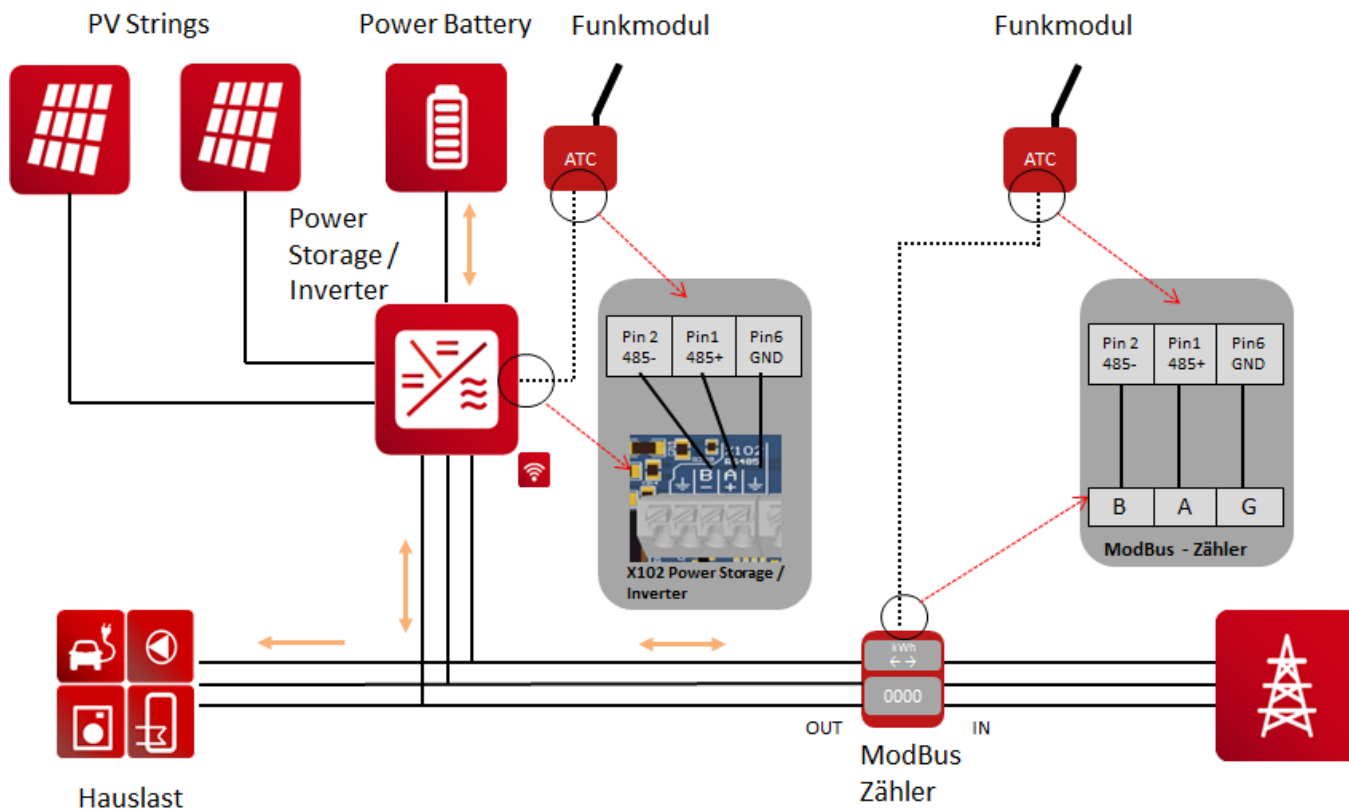 PV Strings
Power Battery
Funkmodul
Funkmodul
ATC
ATC
Power
Storage /
Inverter
Pin 2
485-
Pin1
485+
Pin6
GND
Pin 2
485-
Pin1
485+
Pin6
GND
X102
RS485
B
-
A
+
X102 Power Storage /
Inverter
B
A
G
ModBus - Zähler
kWh
← →
0000
OUT
IN
ModBus
Zähler
Hauslast